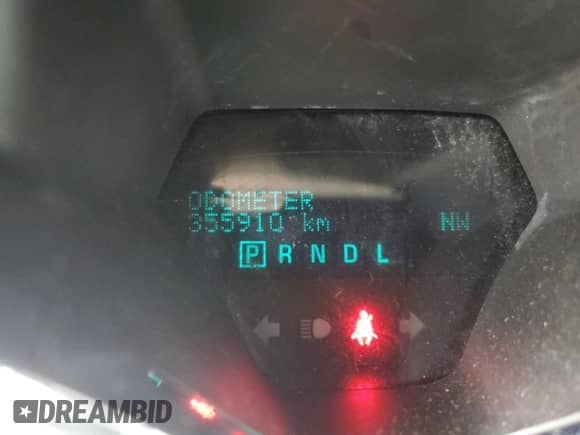 ODOMETER
355910 km NW
P R N D L
DREAMBID